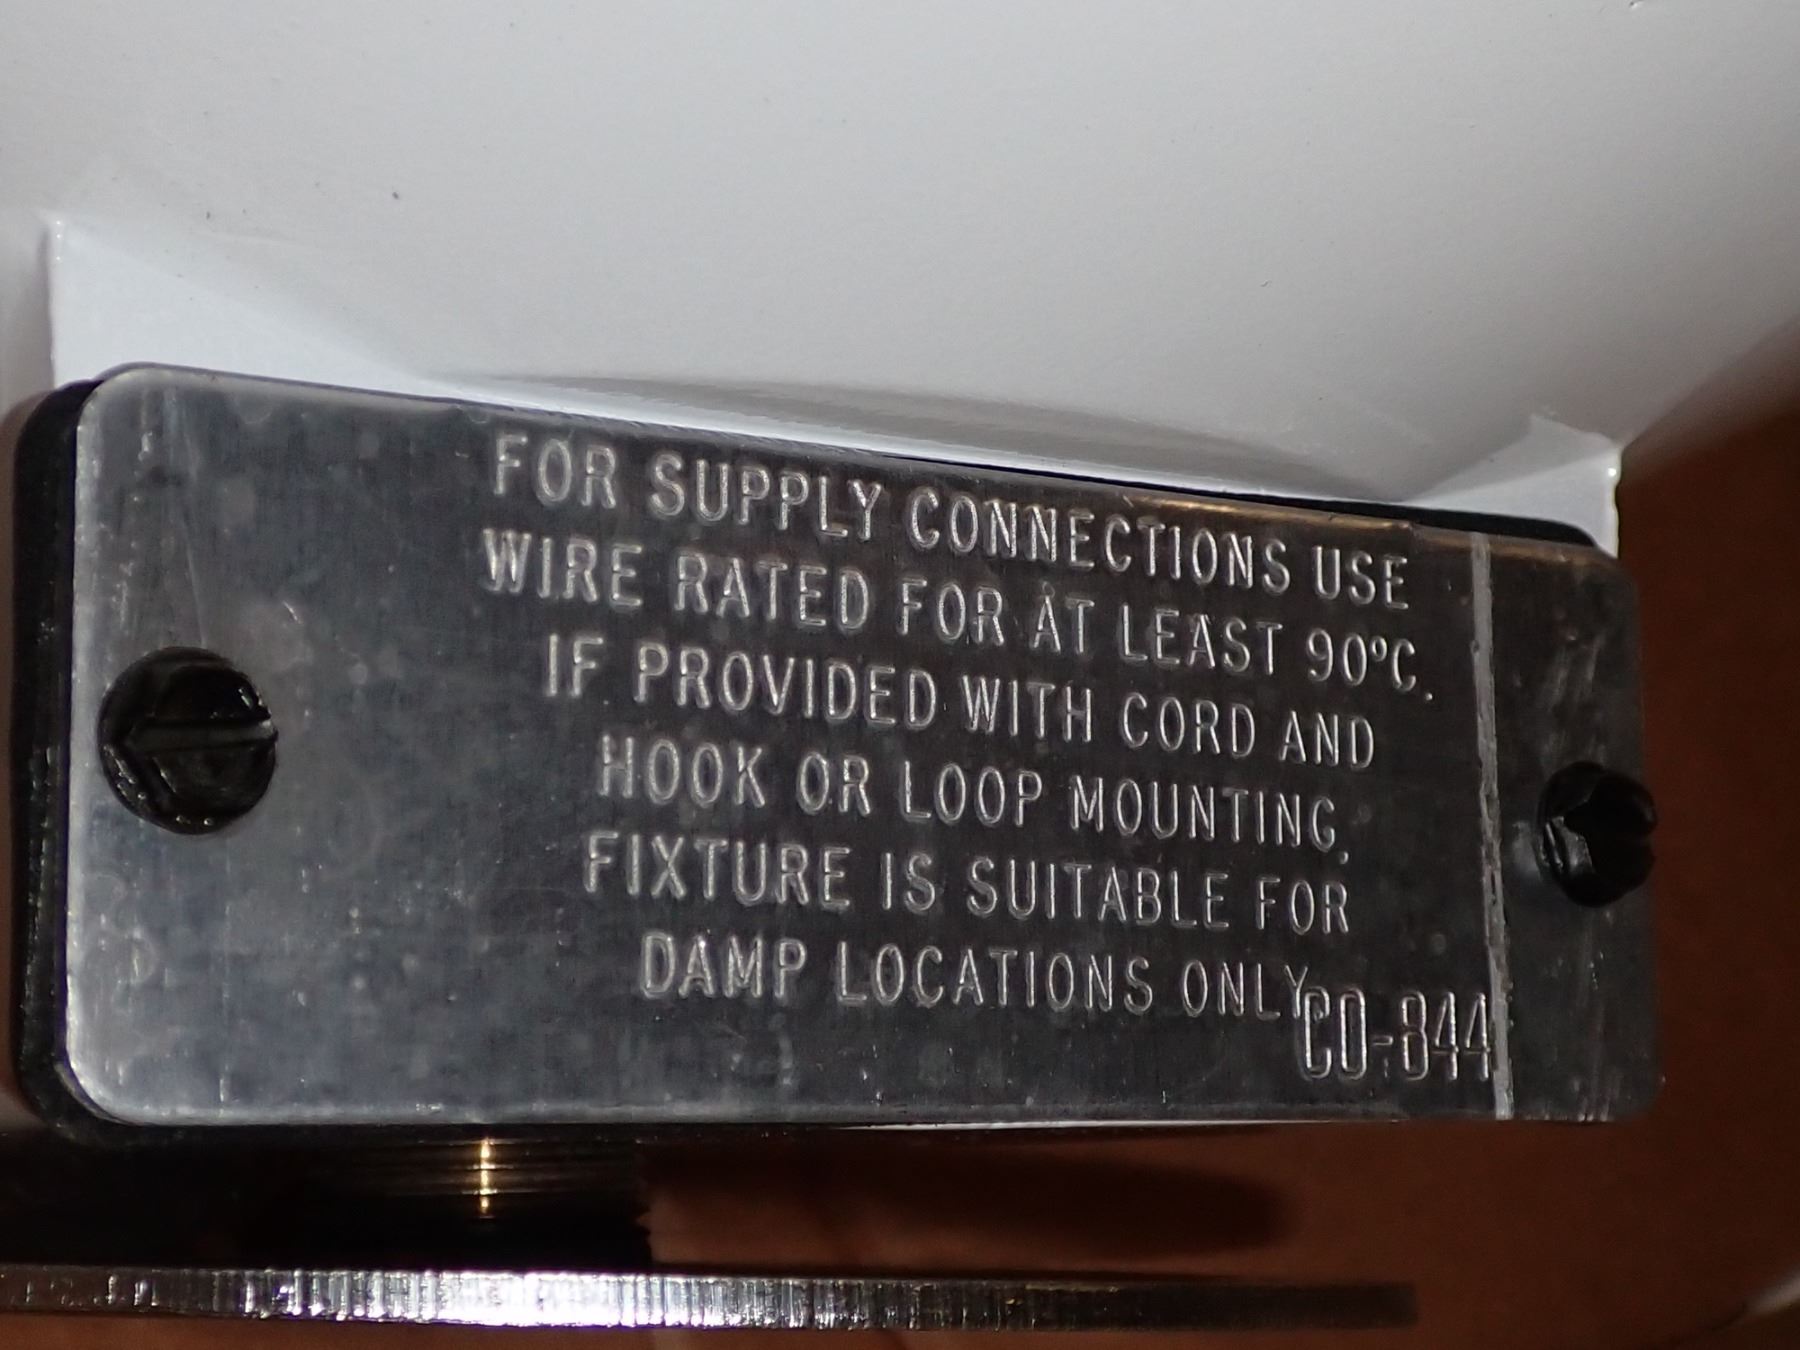 FOR SUPPLY CONNECTIONS USE
WIRE RATED FOR AT LEAST 90°C.
IF PROVIDED WITH CORD AND
HOOK OR LOOP MOUNTING.
FIXTURE IS SUITABLE FOR
DAMP LOCATIONS ONLY
CO-844